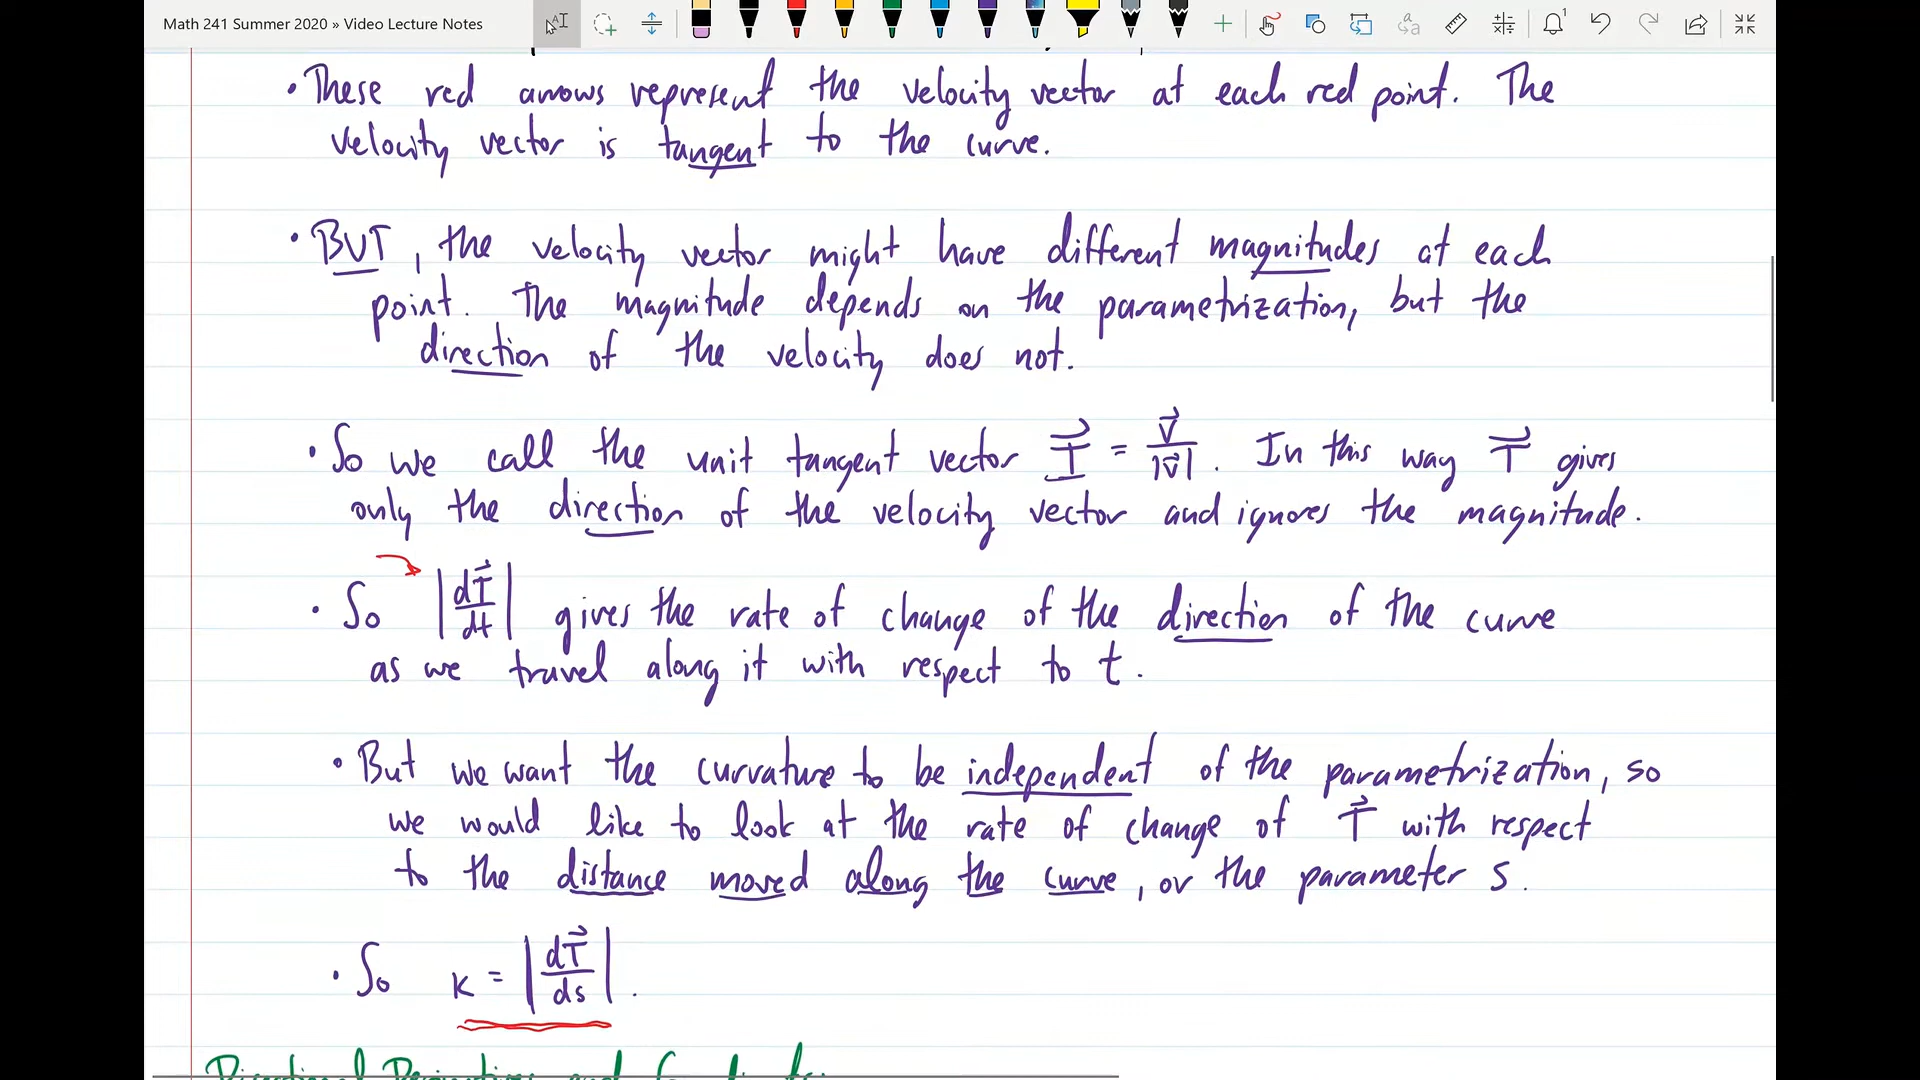 Math 241 Summer 2020 » Video Lecture Notes
• These red arrows represent the velocity vector at each red point. The
velocity vector is tangent to the curve.
• BUT, the velocity vector might have different magnitudes at each
point. The magnitude depends on the parametrization, but the
direction of the velocity does not.
• So we call the unit tangent vector T⃗ = v⃗/|v⃗|. In this way T⃗ gives
only the direction of the velocity vector and ignores the magnitude.
• So |dT⃗/dt| gives the rate of change of the direction of the curve
as we travel along it with respect to t.
• But we want the curvature to be independent of the parametrization, so
we would like to look at the rate of change of T⃗ with respect
to the distance moved along the curve, or the parameter s.
• So κ = |dT⃗/ds|.
Directional Derivatives and